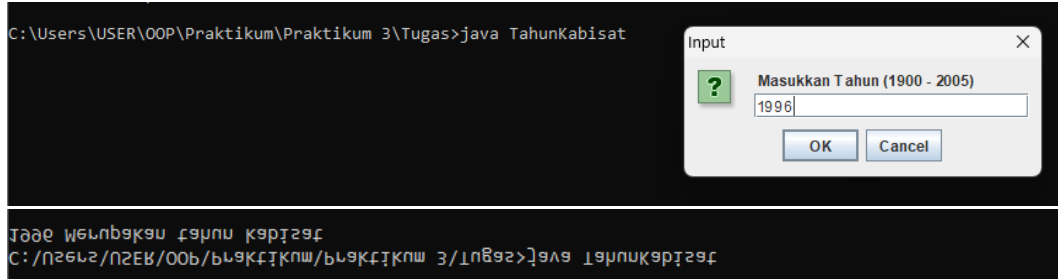 C:\Users\USER\OOP\Praktikum\Praktikum 3\Tugas>java TahunKabisat
Input
Masukkan Tahun (1900 - 2005)
1996
OK
Cancel
C:\Users\USER\OOP\Praktikum\Praktikum 3\Tugas>java TahunKabisat
1996 Merupakan tahun kabisat